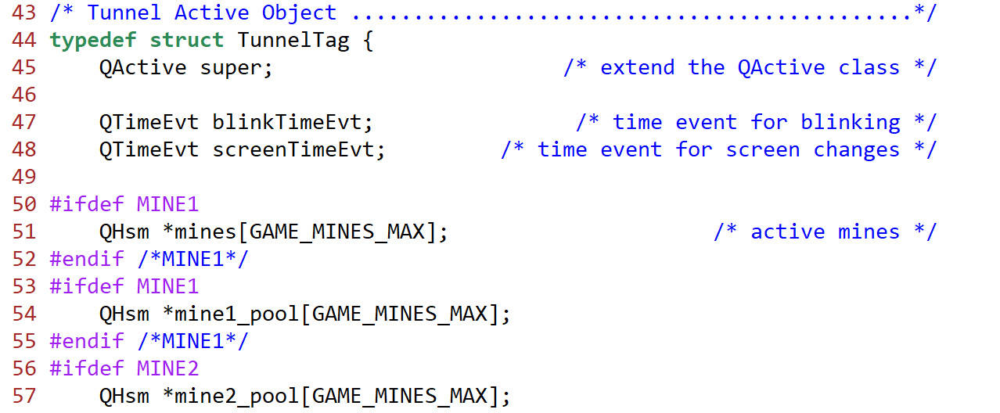 43 /* Tunnel Active Object .............................................*/
44 typedef struct TunnelTag {
45     QActive super;                       /* extend the QActive class */
46
47     QTimeEvt blinkTimeEvt;                /* time event for blinking */
48     QTimeEvt screenTimeEvt;         /* time event for screen changes */
49
50 #ifdef MINE1
51     QHsm *mines[GAME_MINES_MAX];                     /* active mines */
52 #endif /*MINE1*/
53 #ifdef MINE1
54     QHsm *mine1_pool[GAME_MINES_MAX];
55 #endif /*MINE1*/
56 #ifdef MINE2
57     QHsm *mine2_pool[GAME_MINES_MAX];